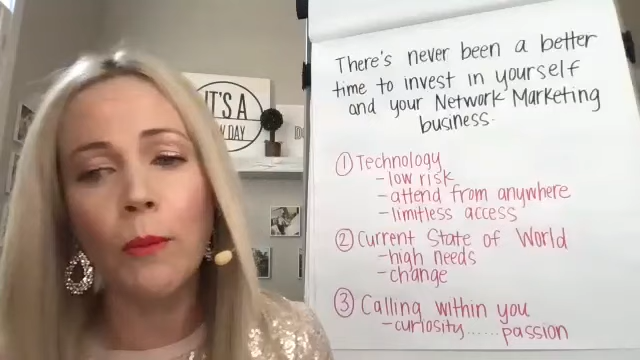 IT'S A
DAY
There's never been a better
time to invest in yourself
and your Network Marketing
business.
① Technology
- low risk
- attend from anywhere
- limitless access
② Current State of World
- high needs
- change
③ Calling within you
- curiosity......passion